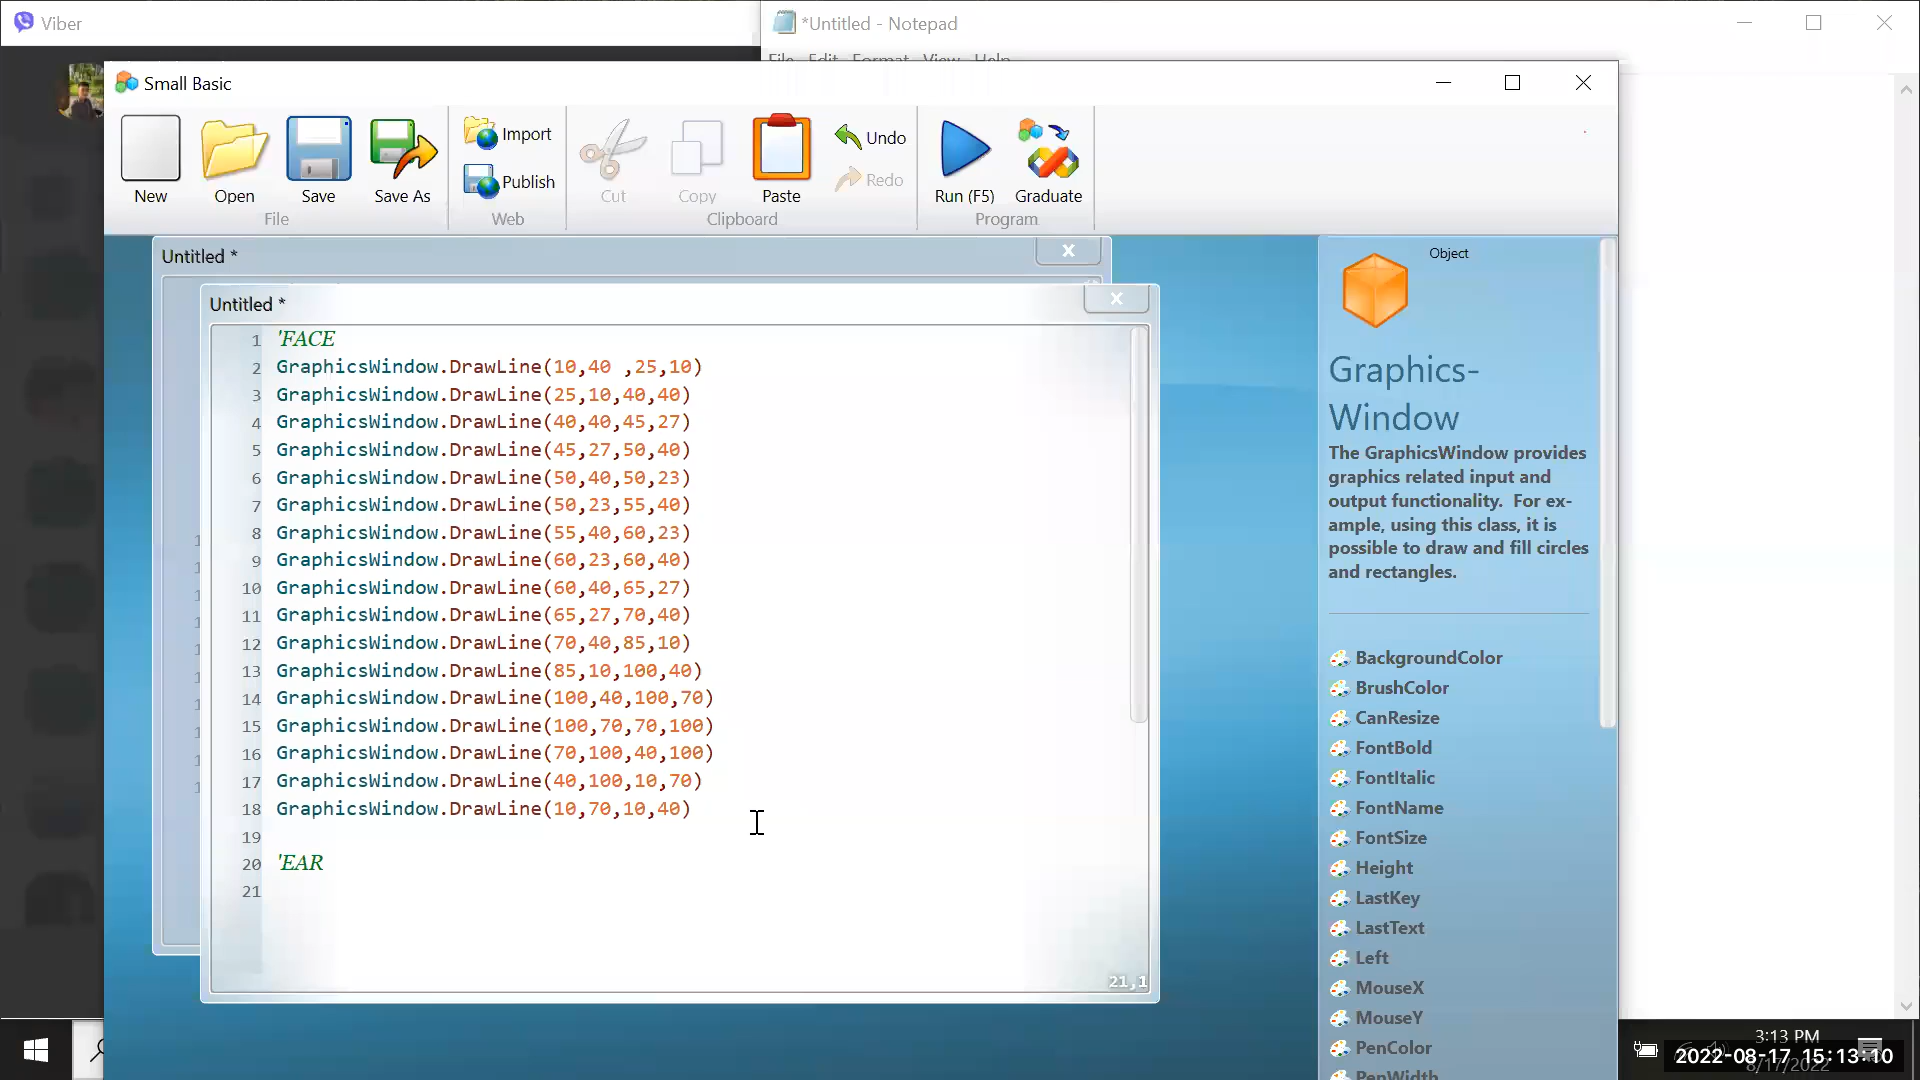 Viber
*Untitled - Notepad
File Edit Format View Help
Small Basic
New
Open
Save
Save As
File
Import
Publish
Web
Cut
Copy
Paste
Undo
Redo
Clipboard
Run (F5)
Graduate
Program
Untitled *
Untitled *
1 'FACE
2 GraphicsWindow.DrawLine(10,40 ,25,10)
3 GraphicsWindow.DrawLine(25,10,40,40)
4 GraphicsWindow.DrawLine(40,40,45,27)
5 GraphicsWindow.DrawLine(45,27,50,40)
6 GraphicsWindow.DrawLine(50,40,50,23)
7 GraphicsWindow.DrawLine(50,23,55,40)
8 GraphicsWindow.DrawLine(55,40,60,23)
9 GraphicsWindow.DrawLine(60,23,60,40)
10 GraphicsWindow.DrawLine(60,40,65,27)
11 GraphicsWindow.DrawLine(65,27,70,40)
12 GraphicsWindow.DrawLine(70,40,85,10)
13 GraphicsWindow.DrawLine(85,10,100,40)
14 GraphicsWindow.DrawLine(100,40,100,70)
15 GraphicsWindow.DrawLine(100,70,70,100)
16 GraphicsWindow.DrawLine(70,100,40,100)
17 GraphicsWindow.DrawLine(40,100,10,70)
18 GraphicsWindow.DrawLine(10,70,10,40)
19
20 'EAR
21
21,1
Object
Graphics-
Window
The GraphicsWindow provides
graphics related input and
output functionality. For ex-
ample, using this class, it is
possible to draw and fill circles
and rectangles.
BackgroundColor
BrushColor
CanResize
FontBold
FontItalic
FontName
FontSize
Height
LastKey
LastText
Left
MouseX
MouseY
PenColor
PenWidth
3:13 PM
2022-08-17 15:13:10
8/17/2022